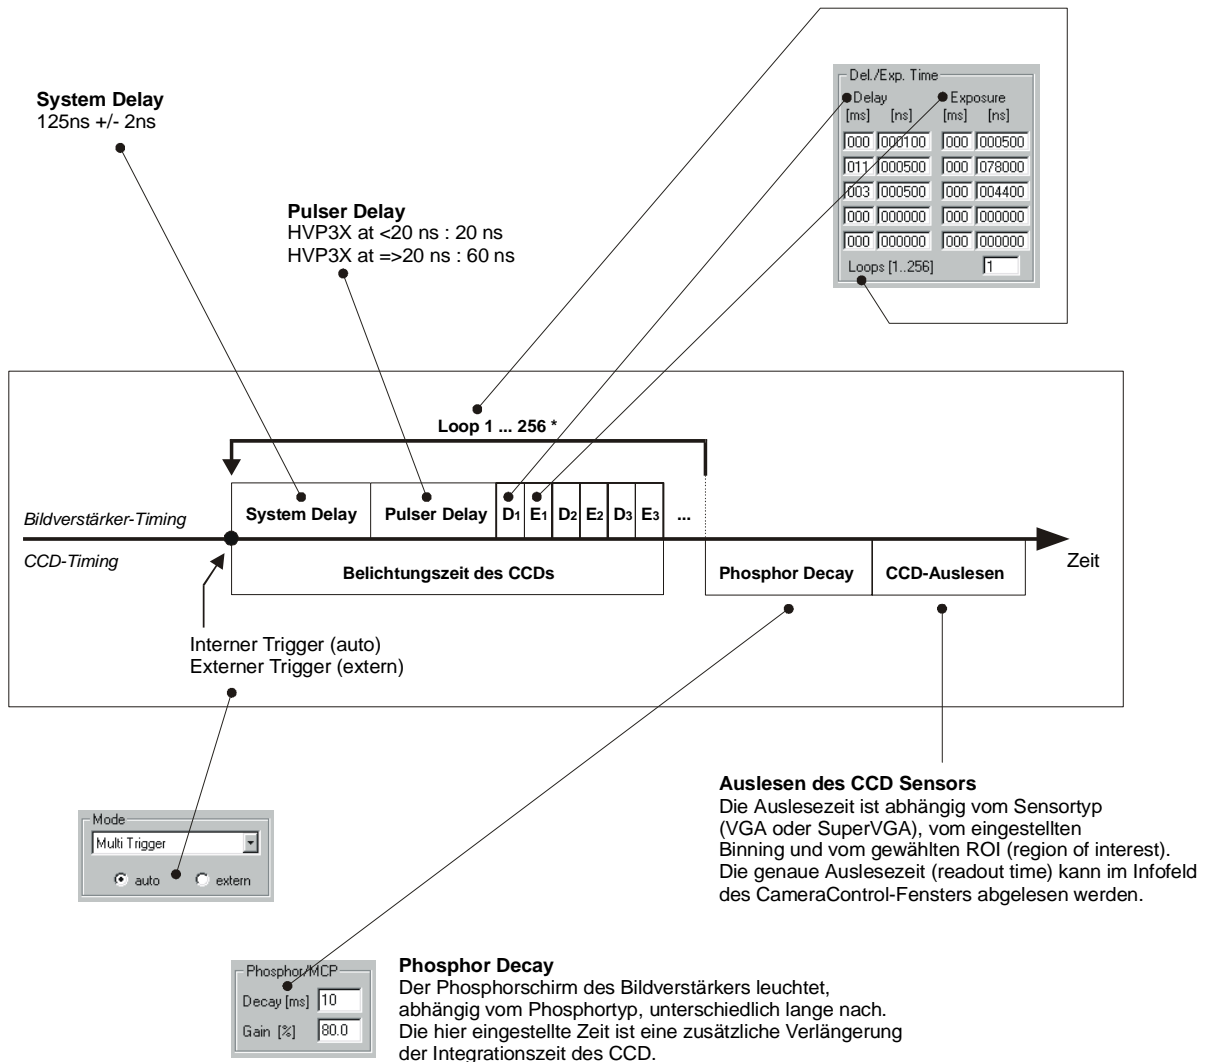 System Delay
125ns +/- 2ns
Pulser Delay
HVP3X at <20 ns : 20 ns
HVP3X at =>20 ns : 60 ns
Del./Exp. Time
Delay Exposure
[ms] [ns] [ms] [ns]
000 000100 000 000500
011 000500 000 078000
003 000500 000 004400
000 000000 000 000000
000 000000 000 000000
Loops [1..256] 1
Loop 1 ... 256 *
Bildverstärker-Timing
System Delay Pulser Delay D1 E1 D2 E2 D3 E3 ...
CCD-Timing
Zeit
Belichtungszeit des CCDs Phosphor Decay CCD-Auslesen
Interner Trigger (auto)
Externer Trigger (extern)
Mode
Multi Trigger
auto extern
Auslesen des CCD Sensors
Die Auslesezeit ist abhängig vom Sensortyp
(VGA oder SuperVGA), vom eingestellten
Binning und vom gewählten ROI (region of interest).
Die genaue Auslesezeit (readout time) kann im Infofeld
des CameraControl-Fensters abgelesen werden.
Phosphor/MCP
Decay [ms] 10
Gain [%] 80.0
Phosphor Decay
Der Phosphorschirm des Bildverstärkers leuchtet,
abhängig vom Phosphortyp, unterschiedlich lange nach.
Die hier eingestellte Zeit ist eine zusätzliche Verlängerung
der Integrationszeit des CCD.